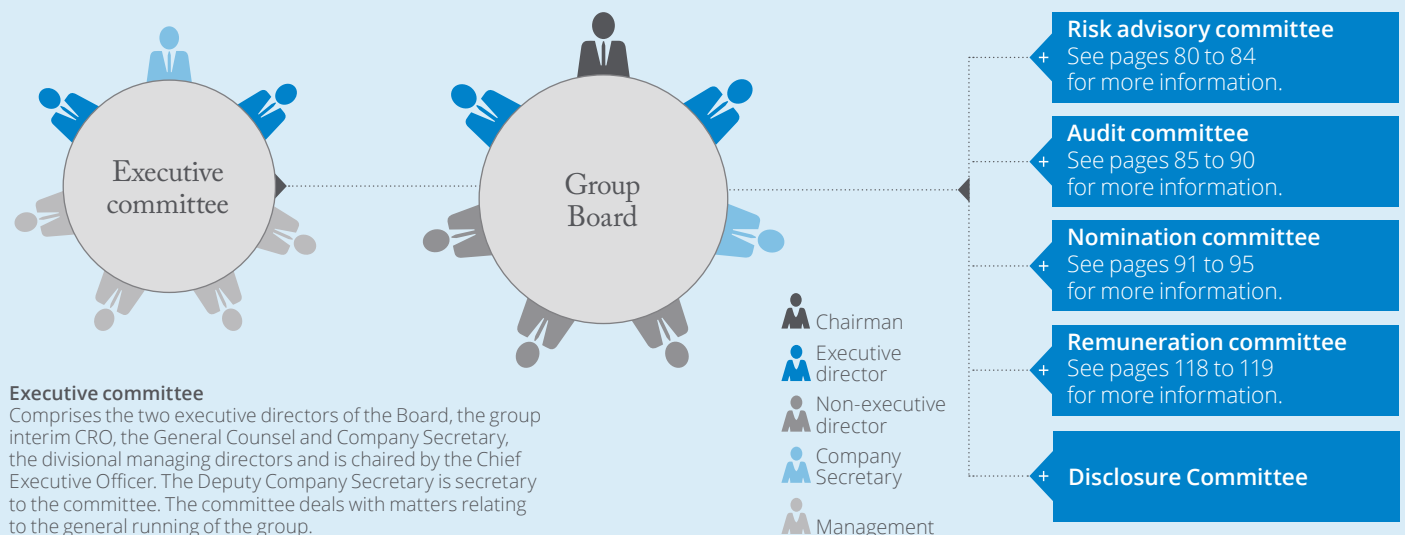 Executive
committee
Group
Board
Chairman
Executive
director
Non-executive
director
Company
Secretary
Management
Executive committee
Comprises the two executive directors of the Board, the group
interim CRO, the General Counsel and Company Secretary,
the divisional managing directors and is chaired by the Chief
Executive Officer. The Deputy Company Secretary is secretary
to the committee. The committee deals with matters relating
to the general running of the group.
+ Risk advisory committee
See pages 80 to 84
for more information.
+ Audit committee
See pages 85 to 90
for more information.
+ Nomination committee
See pages 91 to 95
for more information.
+ Remuneration committee
See pages 118 to 119
for more information.
+ Disclosure Committee